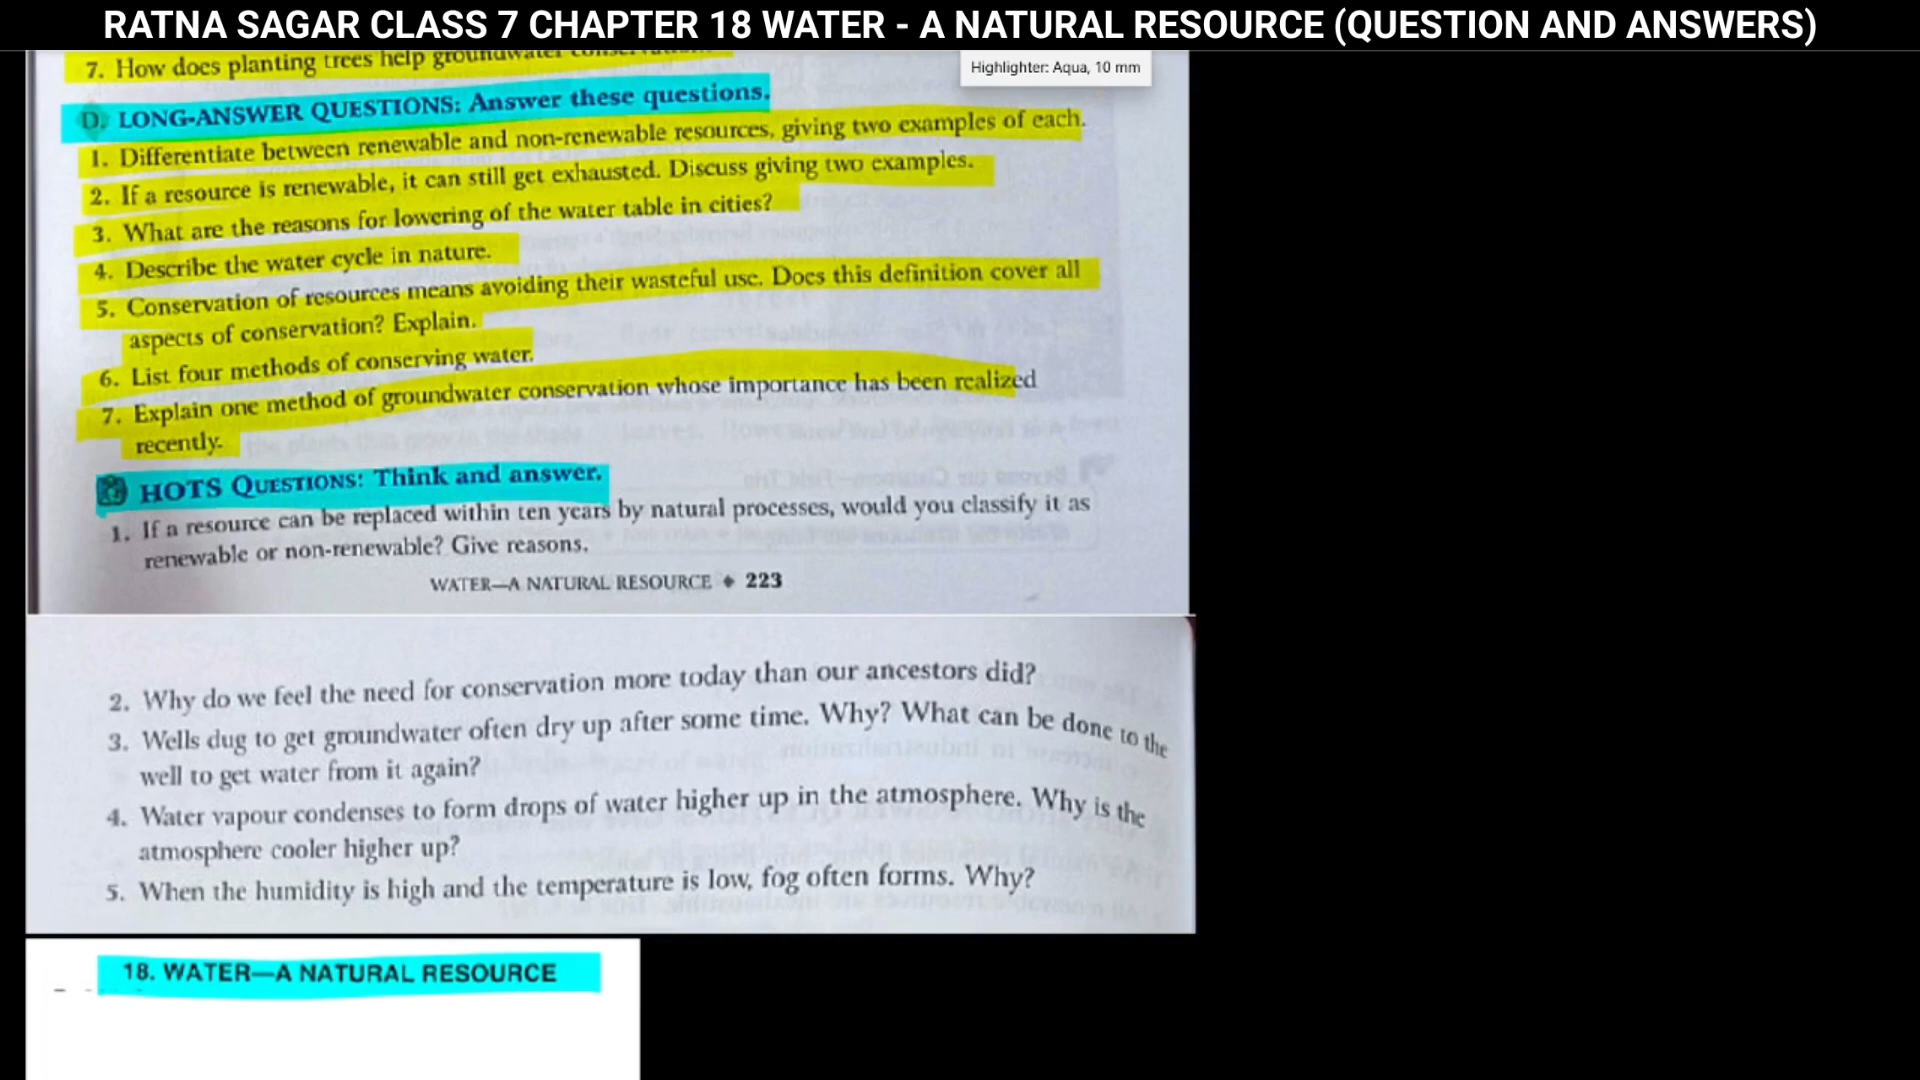 RATNA SAGAR CLASS 7 CHAPTER 18 WATER - A NATURAL RESOURCE (QUESTION AND ANSWERS)
7. How does planting trees help groundwater
Highlighter: Aqua, 10 mm
D. LONG-ANSWER QUESTIONS: Answer these questions.
1. Differentiate between renewable and non-renewable resources, giving two examples of each.
2. If a resource is renewable, it can still get exhausted. Discuss giving two examples.
3. What are the reasons for lowering of the water table in cities?
4. Describe the water cycle in nature.
5. Conservation of resources means avoiding their wasteful use. Does this definition cover all
aspects of conservation? Explain.
6. List four methods of conserving water.
7. Explain one method of groundwater conservation whose importance has been realized
recently.
HOTS QUESTIONS: Think and answer.
1. If a resource can be replaced within ten years by natural processes, would you classify it as
renewable or non-renewable? Give reasons.
WATER—A NATURAL RESOURCE ◆ 223
2. Why do we feel the need for conservation more today than our ancestors did?
3. Wells dug to get groundwater often dry up after some time. Why? What can be done to the
well to get water from it again?
4. Water vapour condenses to form drops of water higher up in the atmosphere. Why is the
atmosphere cooler higher up?
5. When the humidity is high and the temperature is low, fog often forms. Why?
18. WATER—A NATURAL RESOURCE